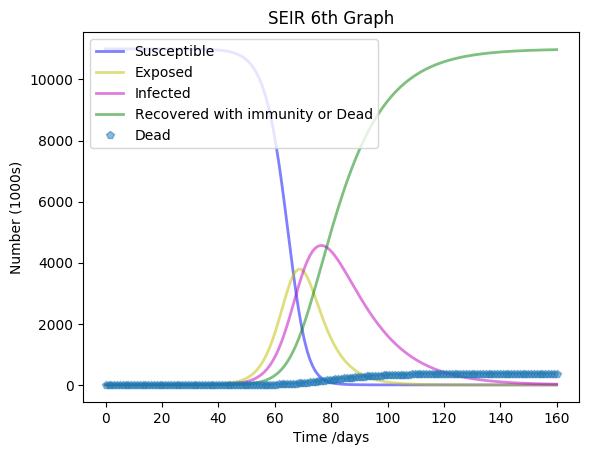 SEIR 6th Graph
Susceptible
Exposed
Infected
Recovered with immunity or Dead
Dead
Number (1000s)
10000
8000
6000
4000
2000
0
0 20 40 60 80 100 120 140 160
Time /days